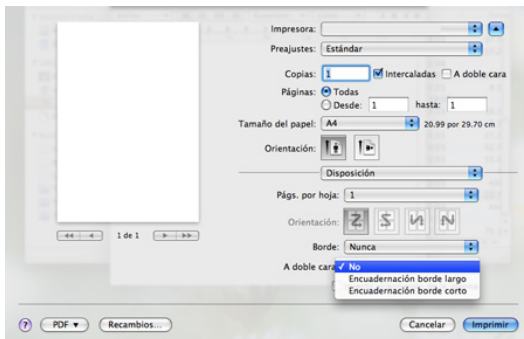 Impresora:
Preajustes: Estándar
Copias: 1 Intercaladas A doble cara
Páginas: Todas
Desde: 1 hasta: 1
Tamaño del papel: A4 20.99 por 29.70 cm
Orientación:
Disposición
Págs. por hoja: 1
Orientación:
1 de 1
Borde: Nunca
A doble cara No
Encuadernación borde largo
Encuadernación borde corto
? PDF Recambios... Cancelar Imprimir